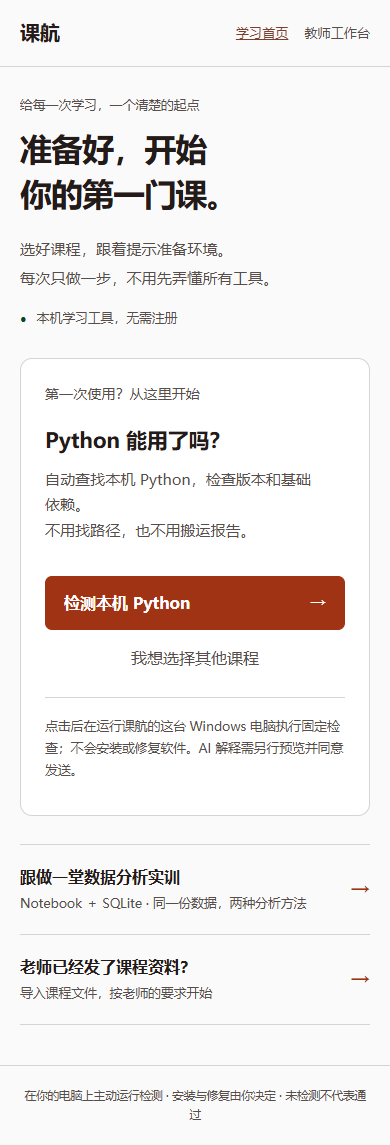 课航
学习首页
教师工作台
给每一次学习，一个清楚的起点
准备好，开始
你的第一门课。
选好课程，跟着提示准备环境。
每次只做一步，不用先弄懂所有工具。
• 本机学习工具，无需注册
第一次使用？从这里开始
Python 能用了吗？
自动查找本机 Python，检查版本和基础
依赖。
不用找路径，也不用搬运报告。
检测本机 Python →
我想选择其他课程
点击后在运行课航的这台 Windows 电脑执行固定检
查；不会安装或修复软件。AI 解释需另行预览并同意
发送。
跟做一堂数据分析实训 →
Notebook + SQLite · 同一份数据，两种分析方法
老师已经发了课程资料？ →
导入课程文件，按老师的要求开始
在你的电脑上主动运行检测 · 安装与修复由你决定 · 未检测不代表通
过